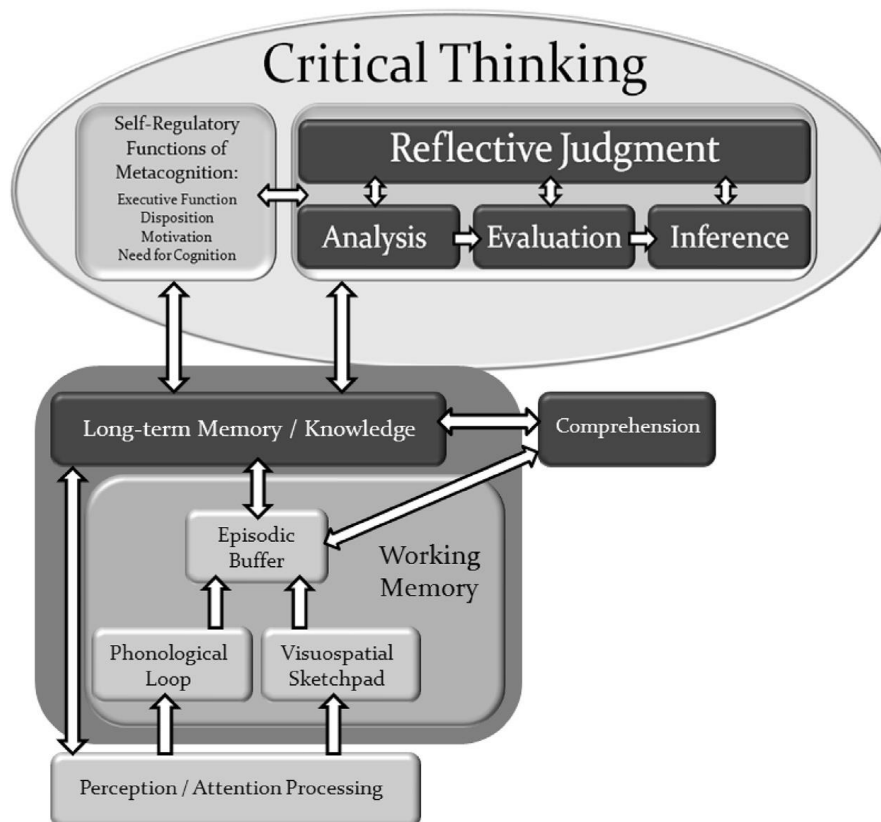 Critical Thinking
Self-Regulatory
Functions of
Metacognition:
Executive Function
Disposition
Motivation
Need for Cognition
Reflective Judgment
Analysis
Evaluation
Inference
Long-term Memory / Knowledge
Comprehension
Episodic
Buffer
Working
Memory
Phonological
Loop
Visuospatial
Sketchpad
Perception / Attention Processing